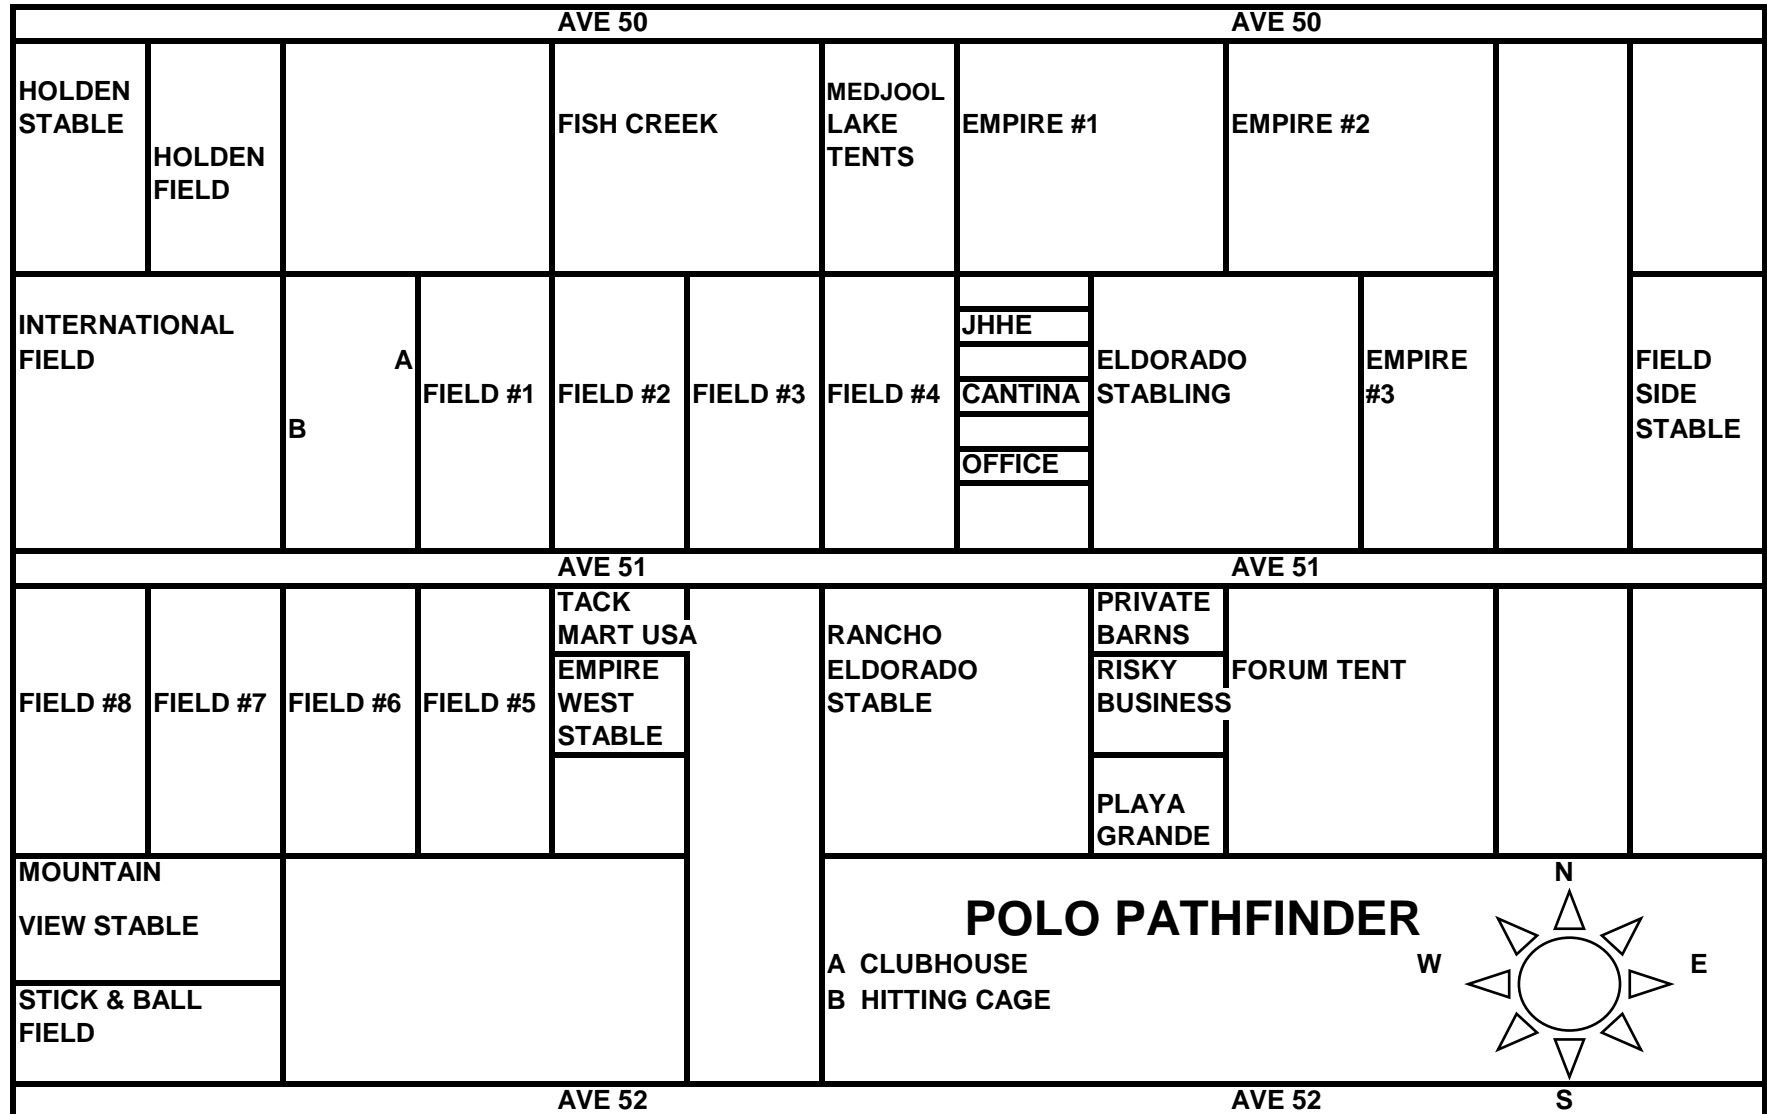 AVE 50
AVE 50
HOLDEN
STABLE
HOLDEN
FIELD
FISH CREEK
MEDJOOL
LAKE
TENTS
EMPIRE #1
EMPIRE #2
INTERNATIONAL
FIELD
A
B
FIELD #1
FIELD #2
FIELD #3
FIELD #4
JHHE
CANTINA
OFFICE
ELDORADO
STABLING
EMPIRE
#3
FIELD
SIDE
STABLE
AVE 51
AVE 51
FIELD #8
FIELD #7
FIELD #6
FIELD #5
TACK
MART USA
EMPIRE
WEST
STABLE
RANCHO
ELDORADO
STABLE
PRIVATE
BARNS
RISKY
BUSINESS
PLAYA
GRANDE
FORUM TENT
MOUNTAIN
VIEW STABLE
STICK & BALL
FIELD
POLO PATHFINDER
A CLUBHOUSE
B HITTING CAGE
N
W
E
S
AVE 52
AVE 52